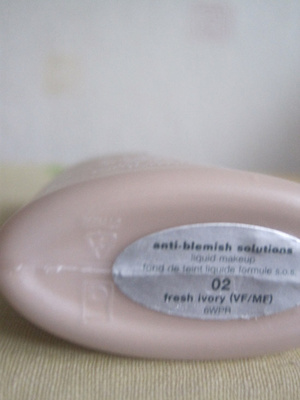 anti-blemish solutions
liquid makeup
fond de teint liquide formule s.o.s
02
fresh ivory (VF/MF)
6WPR